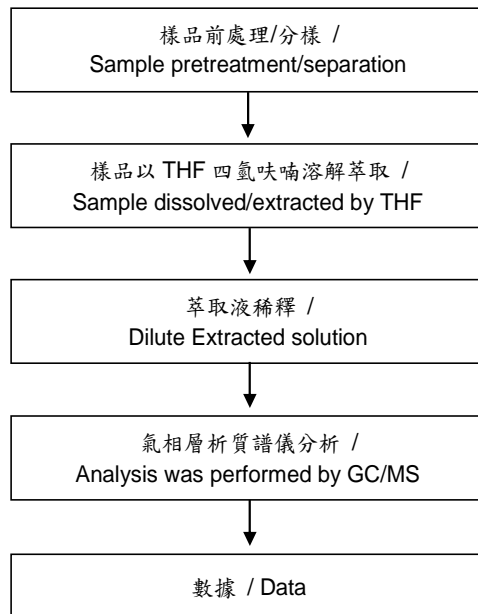 樣品前處理/分樣 /
Sample pretreatment/separation
樣品以 THF 四氫呋喃溶解萃取 /
Sample dissolved/extracted by THF
萃取液稀釋 /
Dilute Extracted solution
氣相層析質譜儀分析 /
Analysis was performed by GC/MS
數據 / Data